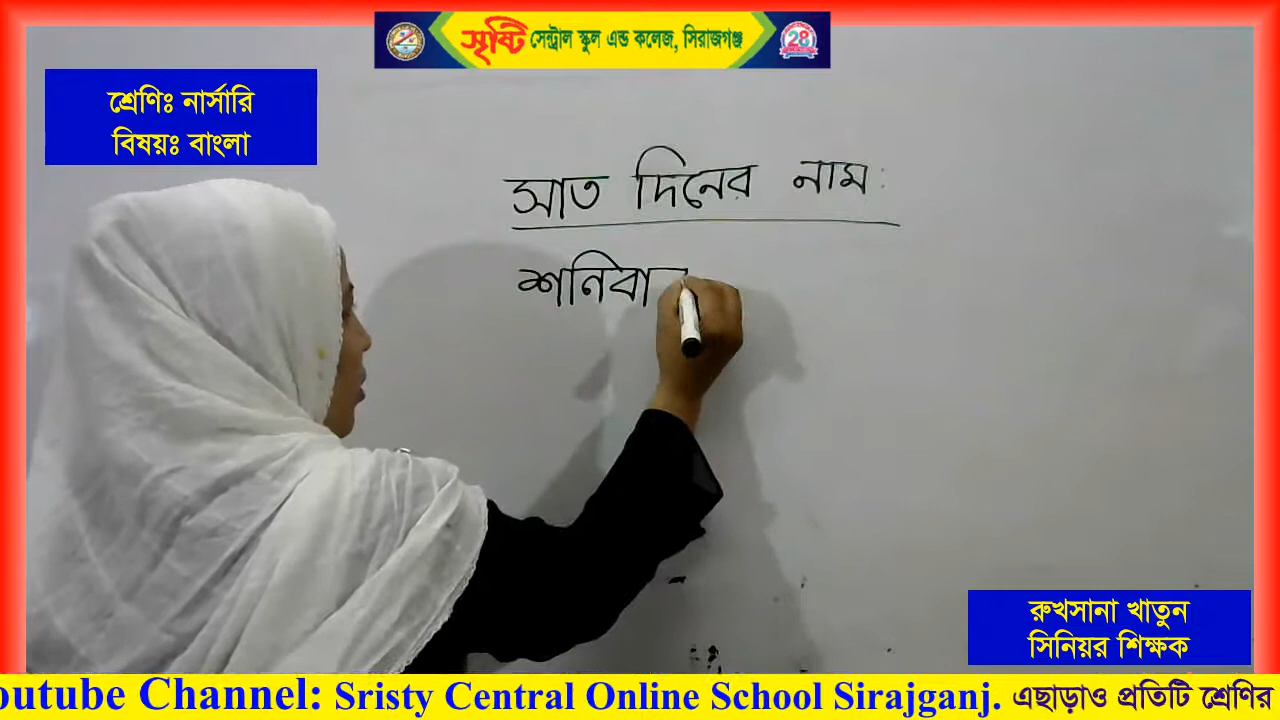 সৃষ্টি সেন্ট্রাল স্কুল এন্ড কলেজ, সিরাজগঞ্জ
28
শ্রেণিঃ নার্সারি
বিষয়ঃ বাংলা
সাত দিনের নাম:
শনিবা
রুখসানা খাতুন
সিনিয়র শিক্ষক
outube Channel: Sristy Central Online School Sirajganj. এছাড়াও প্রতিটি শ্রেণির